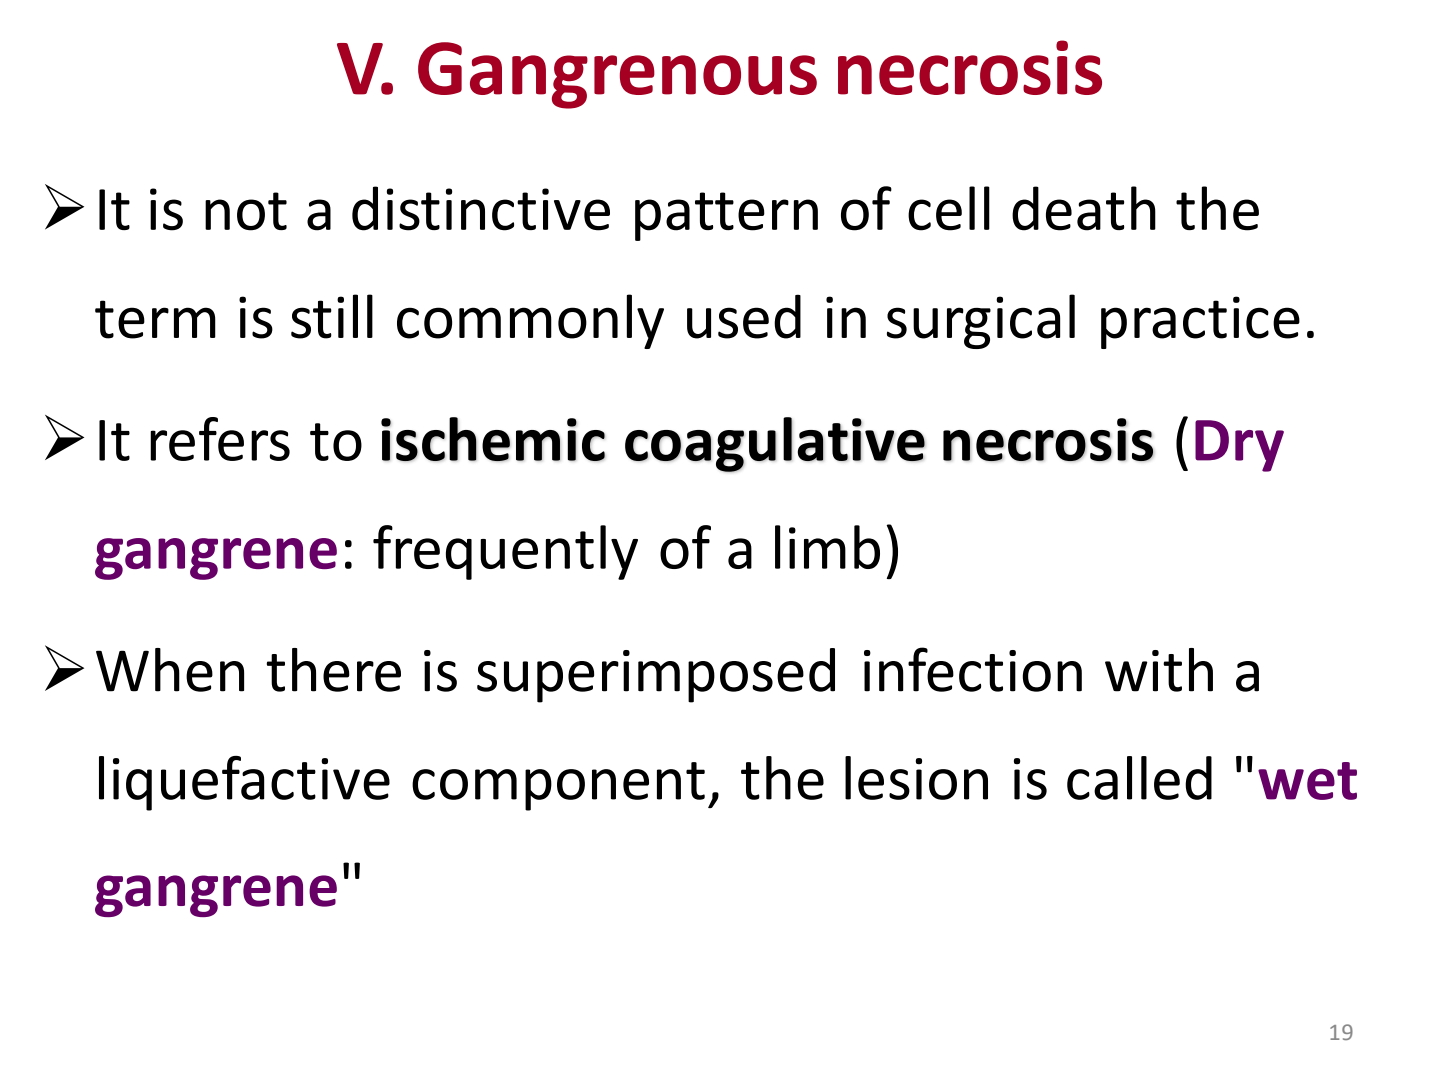 V. Gangrenous necrosis
➢It is not a distinctive pattern of cell death the
term is still commonly used in surgical practice.
➢It refers to ischemic coagulative necrosis (Dry
gangrene: frequently of a limb)
➢When there is superimposed infection with a
liquefactive component, the lesion is called "wet
gangrene"
19